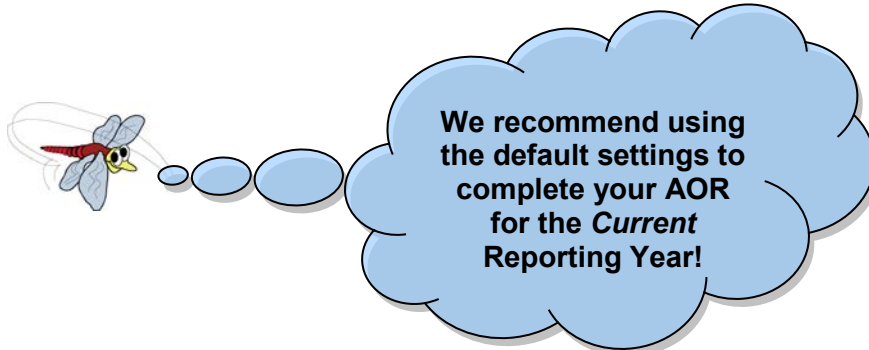 We recommend using
the default settings to
complete your AOR
for the Current
Reporting Year!